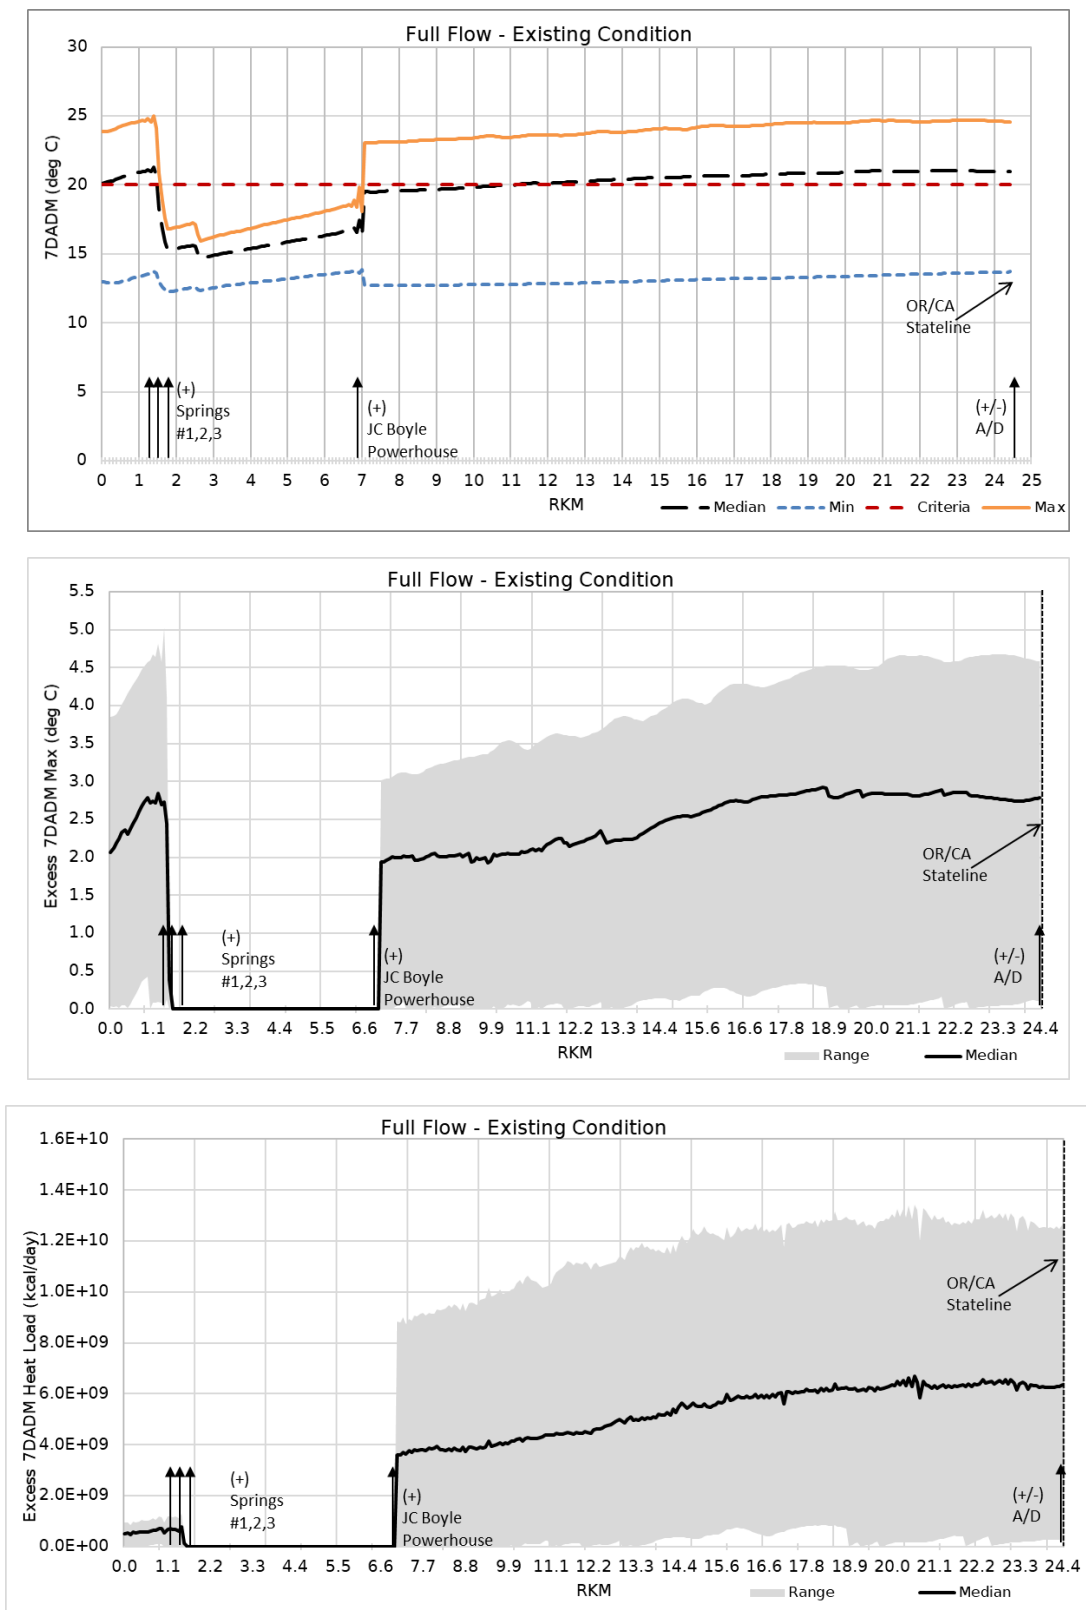 Full Flow - Existing Condition
7DADM (deg C)
30
25
20
15
10
5
0
OR/CA
Stateline
(+)
Springs
#1,2,3
(+)
JC Boyle
Powerhouse
(+/-)
A/D
0 1 2 3 4 5 6 7 8 9 10 11 12 13 14 15 16 17 18 19 20 21 22 23 24 25
RKM
Median Min Criteria Max
Full Flow - Existing Condition
Excess 7DADM Max (deg C)
5.5
5.0
4.5
4.0
3.5
3.0
2.5
2.0
1.5
1.0
0.5
0.0
OR/CA
Stateline
(+)
Springs
#1,2,3
(+)
JC Boyle
Powerhouse
(+/-)
A/D
0.0 1.1 2.2 3.3 4.4 5.5 6.6 7.7 8.8 9.9 11.1 12.2 13.3 14.4 15.6 16.7 17.8 18.9 20.0 21.1 22.2 23.3 24.4
RKM
Range Median
Full Flow - Existing Condition
Excess 7DADM Heat Load (kcal/day)
1.6E+10
1.4E+10
1.2E+10
1.0E+10
8.0E+09
6.0E+09
4.0E+09
2.0E+09
0.0E+00
OR/CA
Stateline
(+)
Springs
#1,2,3
(+)
JC Boyle
Powerhouse
(+/-)
A/D
0.0 1.1 2.2 3.3 4.4 5.5 6.6 7.7 8.8 9.9 11.1 12.2 13.3 14.4 15.6 16.6 17.8 18.9 20.0 21.1 22.2 23.3 24.4
RKM
Range Median